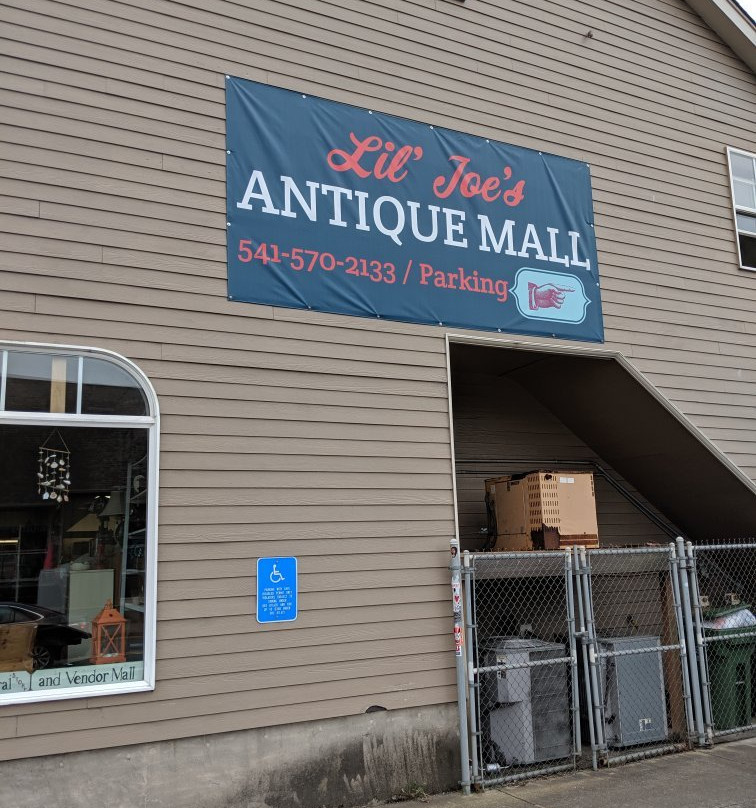 Lil' Joe's
ANTIQUE MALL
541-570-2133 / Parking
and Vendor Mall